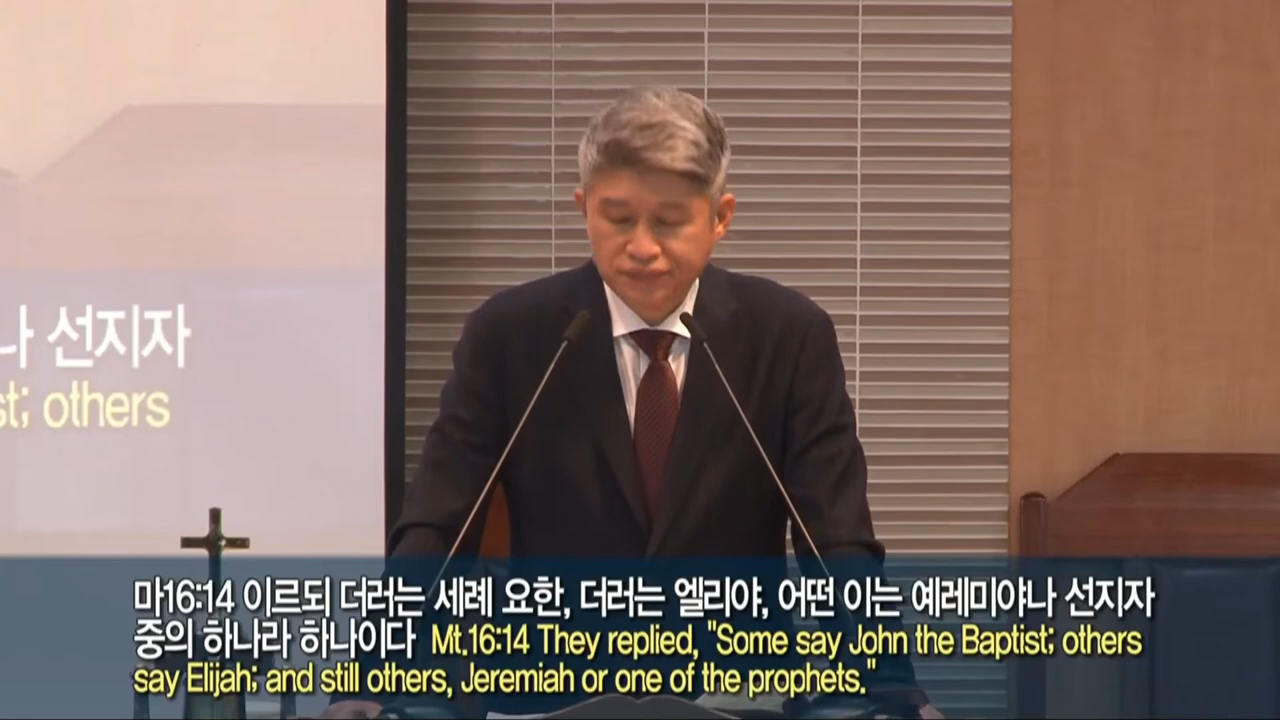 나 선지자
st; others
마16:14 이르되 더러는 세례 요한, 더러는 엘리야, 어떤 이는 예레미야나 선지자
중의 하나라 하나이다 Mt.16:14 They replied, "Some say John the Baptist; others
say Elijah; and still others, Jeremiah or one of the prophets."